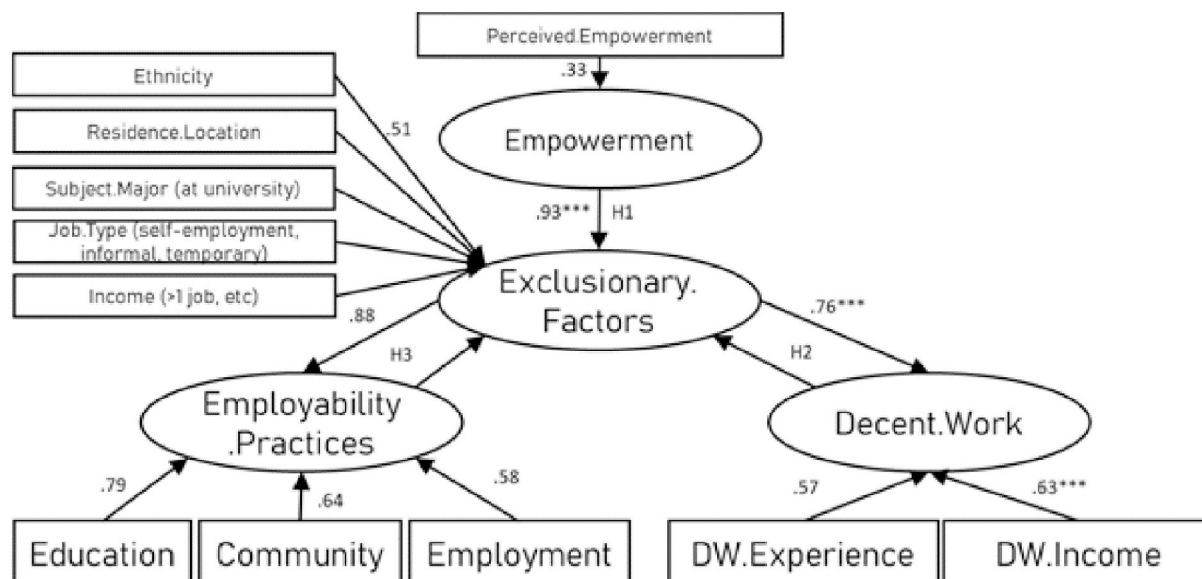 Perceived.Empowerment
Ethnicity
.33
Residence.Location
.51
Empowerment
Subject.Major (at university)
.93***
H1
Job.Type (self-employment,
informal, temporary)
Income (>1 job, etc)
Exclusionary.
Factors
.88
.76***
H3
H2
Employability
.Practices
Decent.Work
.79
.64
.58
.57
.63***
Education
Community
Employment
DW.Experience
DW.Income